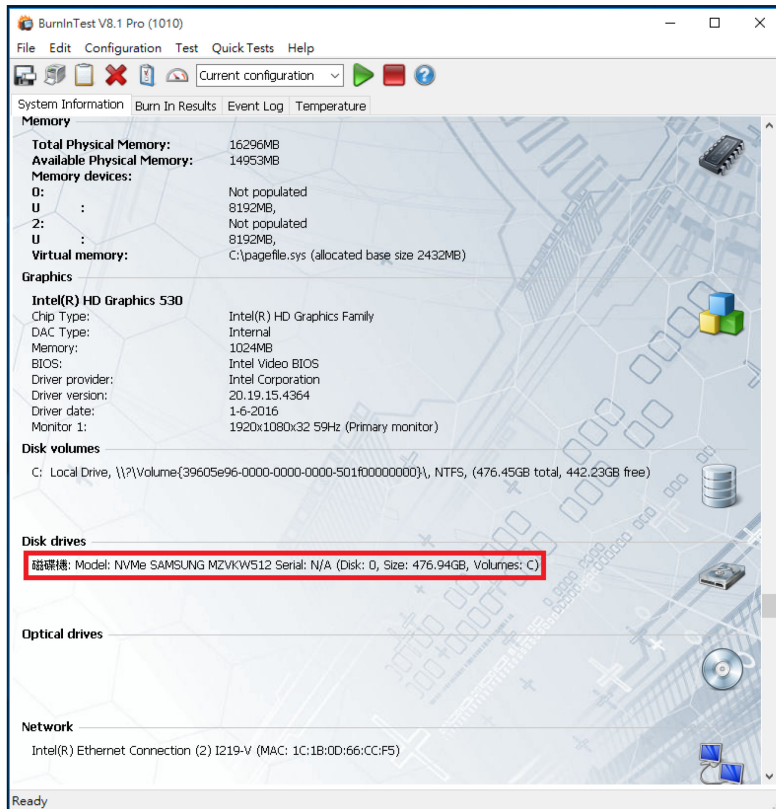 BurnInTest V8.1 Pro (1010)
File Edit Configuration Test Quick Tests Help
Current configuration
System Information Burn In Results Event Log Temperature
Memory
Total Physical Memory: 16296MB
Available Physical Memory: 14953MB
Memory devices:
0: Not populated
U : 8192MB,
2: Not populated
U : 8192MB,
Virtual memory: C:\pagefile.sys (allocated base size 2432MB)
Graphics
Intel(R) HD Graphics 530
Chip Type: Intel(R) HD Graphics Family
DAC Type: Internal
Memory: 1024MB
BIOS: Intel Video BIOS
Driver provider: Intel Corporation
Driver version: 20.19.15.4364
Driver date: 1-6-2016
Monitor 1: 1920x1080x32 59Hz (Primary monitor)
Disk volumes
C: Local Drive, \\?\Volume{39605e96-0000-0000-0000-501f00000000}\, NTFS, (476.45GB total, 442.23GB free)
Disk drives
磁碟機: Model: NVMe SAMSUNG MZVKW512 Serial: N/A (Disk: 0, Size: 476.94GB, Volumes: C)
Optical drives
Network
Intel(R) Ethernet Connection (2) I219-V (MAC: 1C:1B:0D:66:CC:F5)
Ready